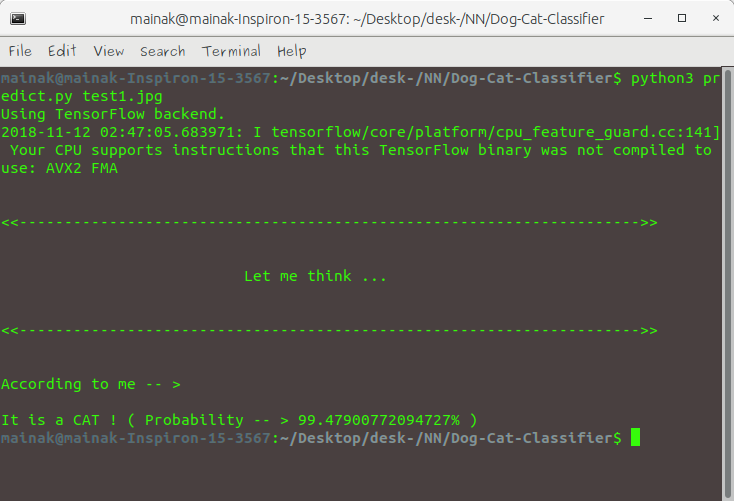 mainak@mainak-Inspiron-15-3567: ~/Desktop/desk-/NN/Dog-Cat-Classifier
File Edit View Search Terminal Help
mainak@mainak-Inspiron-15-3567:~/Desktop/desk-/NN/Dog-Cat-Classifier$ python3 pr
edict.py test1.jpg
Using TensorFlow backend.
2018-11-12 02:47:05.683971: I tensorflow/core/platform/cpu_feature_guard.cc:141]
 Your CPU supports instructions that this TensorFlow binary was not compiled to
use: AVX2 FMA
<<--------------------------------------------------------------------->>
Let me think ...
<<--------------------------------------------------------------------->>
According to me -- >
It is a CAT ! ( Probability -- > 99.47900772094727% )
mainak@mainak-Inspiron-15-3567:~/Desktop/desk-/NN/Dog-Cat-Classifier$